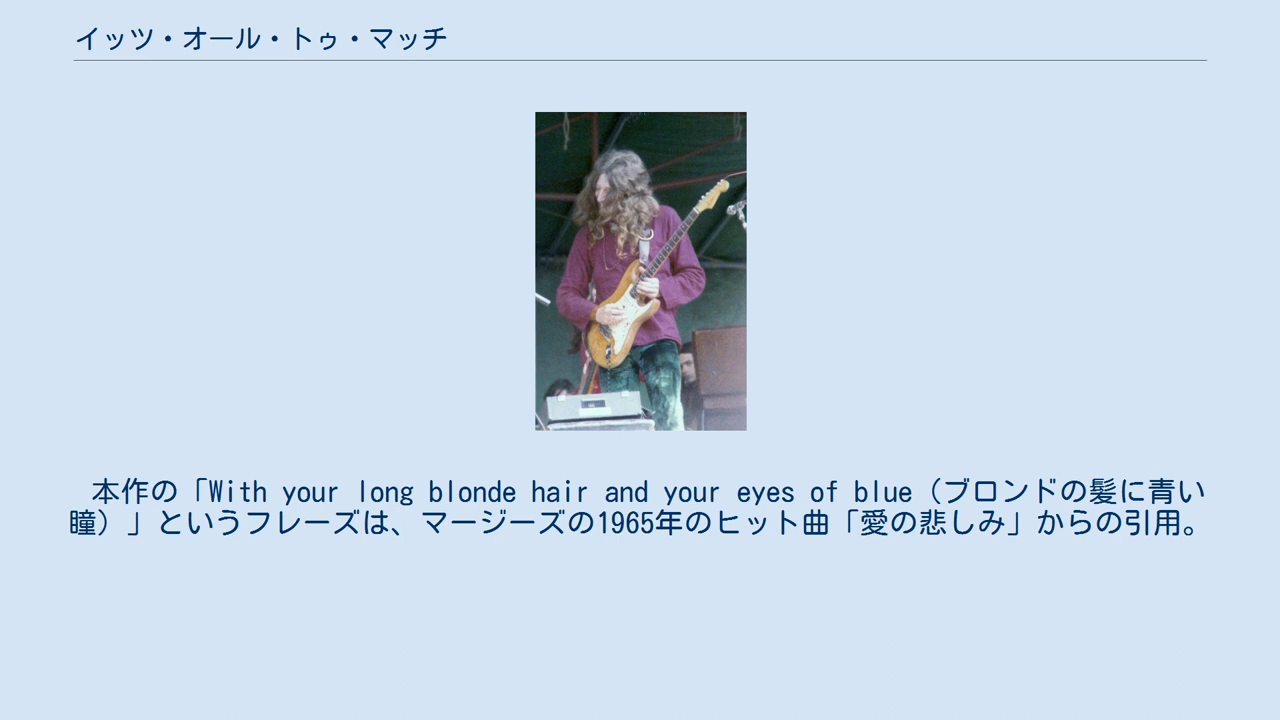 イッツ・オール・トゥ・マッチ
本作の「With your long blonde hair and your eyes of blue（ブロンドの髪に青い
瞳）」というフレーズは、マージーズの1965年のヒット曲「愛の悲しみ」からの引用。